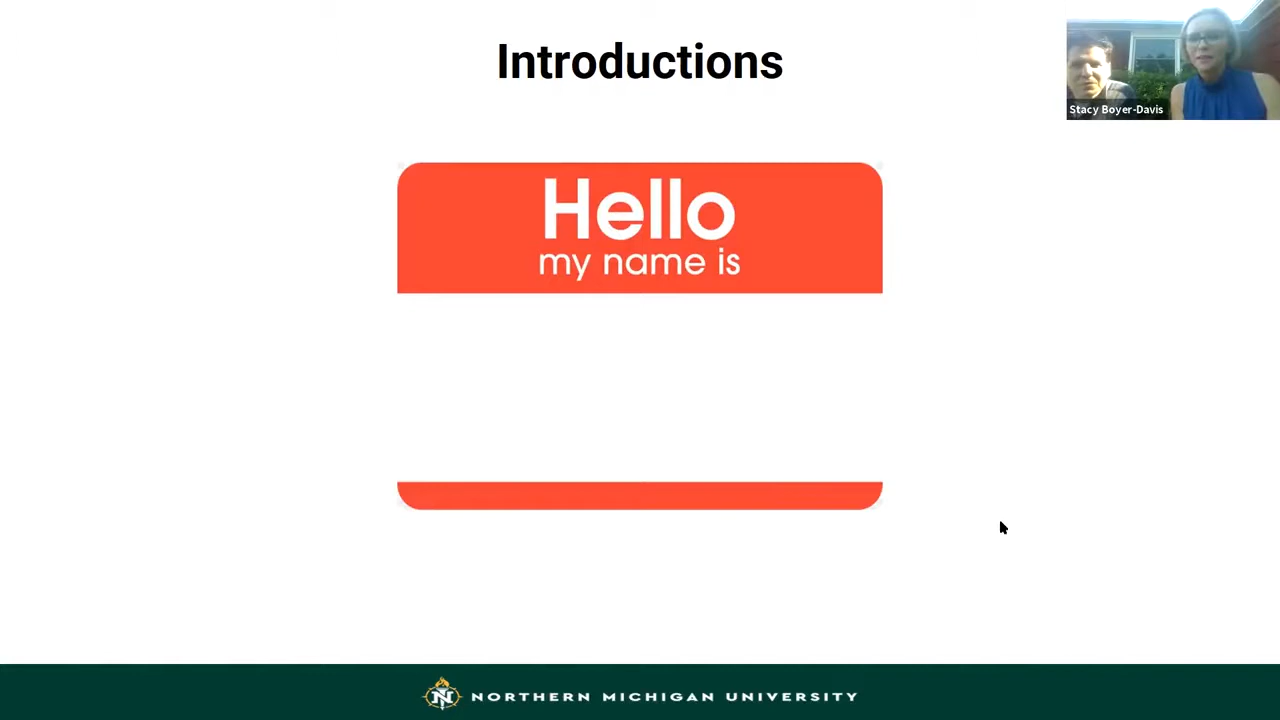 Introductions
Stacy Boyer-Davis
Hello
my name is
N
NORTHERN MICHIGAN UNIVERSITY